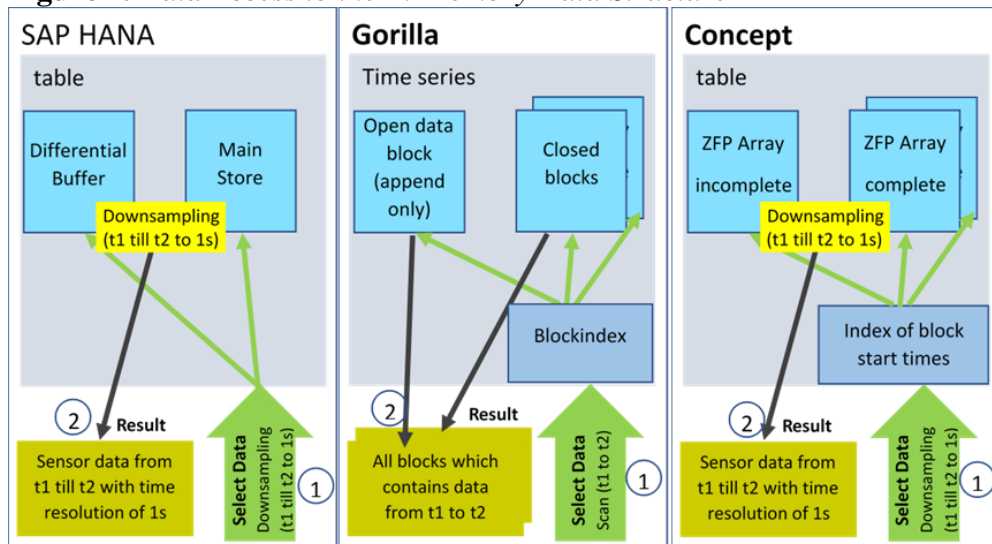 SAP HANA
table
Differential
Buffer
Main
Store
Downsampling
(t1 till t2 to 1s)
2
Result
Sensor data from
t1 till t2 with time
resolution of 1s
Select Data
Downsampling
(t1 till t2 to 1s)
1
Gorilla
Time series
Open data
block
(append
only)
Closed
blocks
Blockindex
2
Result
All blocks which
contains data
from t1 to t2
Select Data
Scan (t1 to t2)
1
Concept
table
ZFP Array
incomplete
ZFP Array
complete
Downsampling
(t1 till t2 to 1s)
Index of block
start times
2
Result
Sensor data from
t1 till t2 with time
resolution of 1s
Select Data
Downsampling
(t1 till t2 to 1s)
1